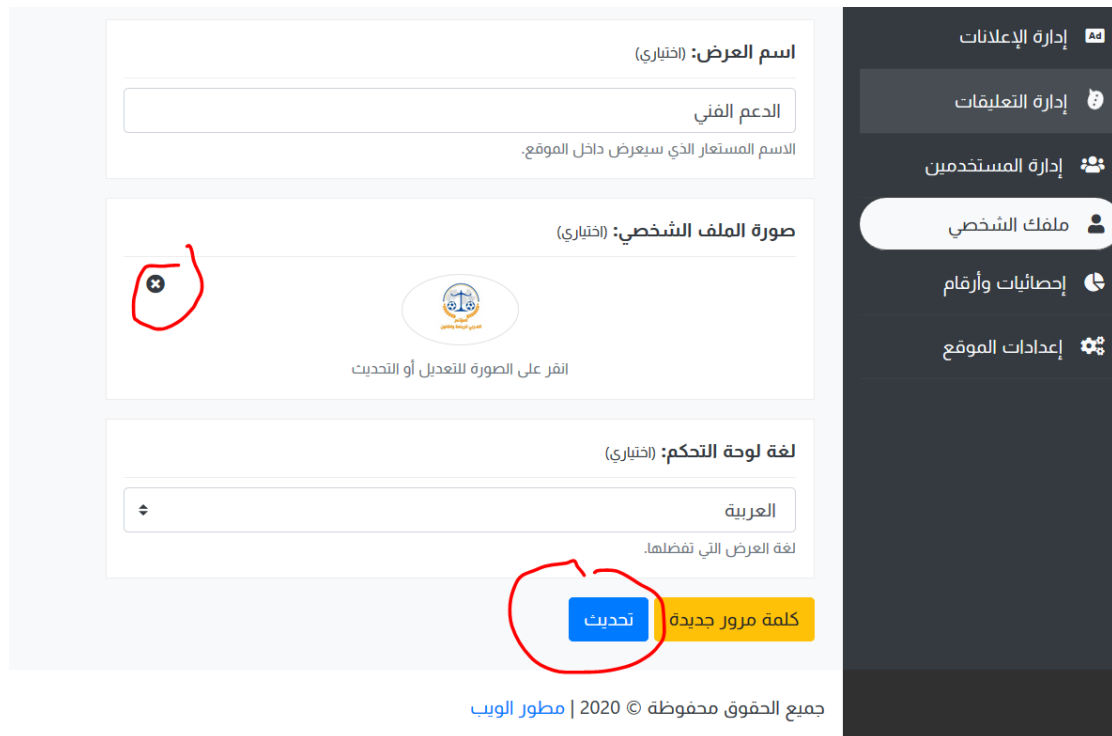 إدارة الإعلانات
إدارة التعليقات
إدارة المستخدمين
ملفك الشخصي
إحصائيات وأرقام
إعدادات الموقع
اسم العرض: (اختياري)
الدعم الفني
الاسم المستعار الذي سيعرض داخل الموقع.
صورة الملف الشخصي: (اختياري)
انقر على الصورة للتعديل أو التحديث
لغة لوحة التحكم: (اختياري)
العربية
لغة العرض التي تفضلها.
كلمة مرور جديدة تحديث
جميع الحقوق محفوظة © 2020 | مطور الويب